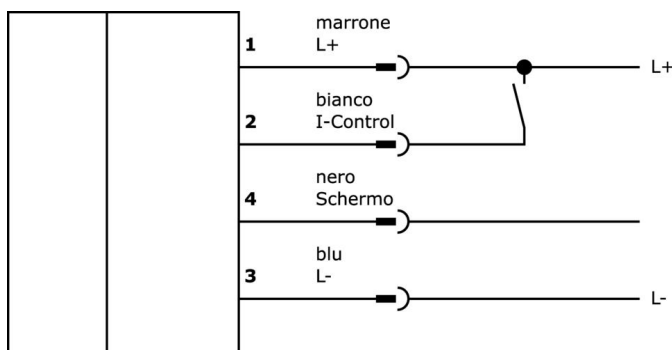 marrone
1 L+ L+
bianco
2 I-Control
nero
4 Schermo
blu
3 L- L-